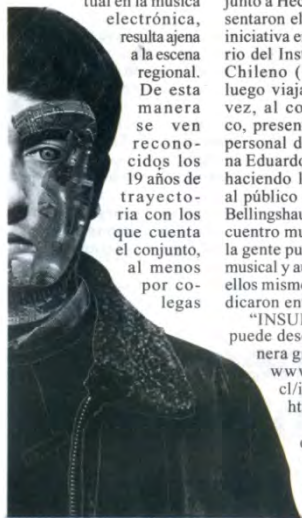 tual en la música
electrónica,
resulta ajena
a la escena
regional.
De esta
manera
se ven
recono-
cidos los
19 años de
trayecto-
ria con los
que cuenta
el conjunto,
al menos
por co-
legas
junto a Hec
sentaron el
iniciativa e
rio del Inst
Chileno (
luego viaja
vez, al co
co, presen
personal d
na Eduardo
haciendo l
al público
Bellingshau
cuentro mu
la gente pu
musical y au
ellos mismo
dicaron en
"INSUI
puede des
nera g
www
cl/i
ht